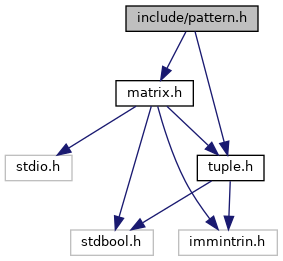 include/pattern.h
matrix.h
stdio.h
tuple.h
stdbool.h
immintrin.h